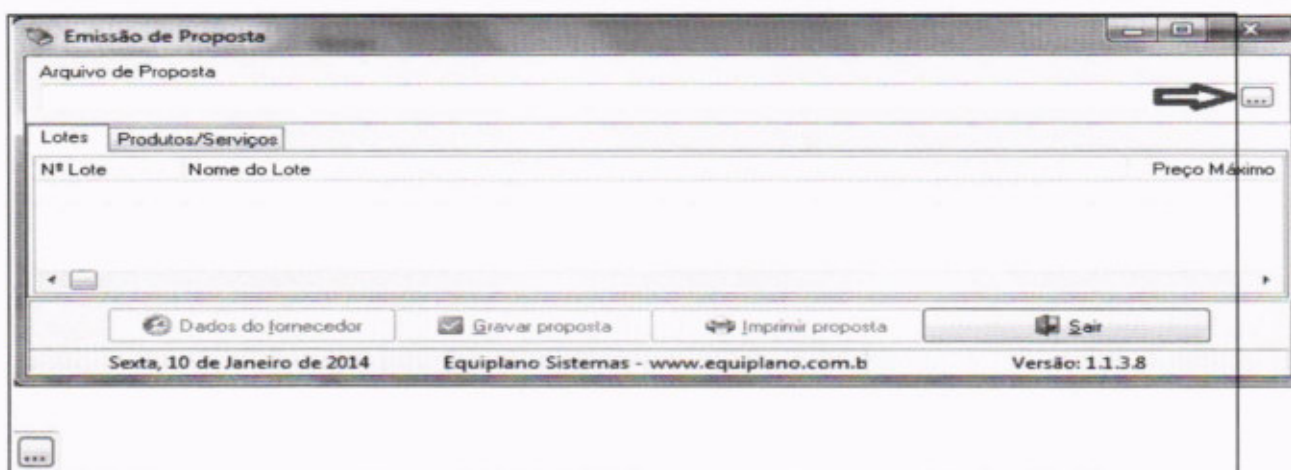 Emissão de Proposta
Arquivo de Proposta
...
Lotes Produtos/Serviços
Nº Lote Nome do Lote Preço Máximo
Dados do fornecedor Gravar proposta Imprimir proposta Sair
Sexta, 10 de Janeiro de 2014 Equiplano Sistemas - www.equiplano.com.b Versão: 1.1.3.8
...